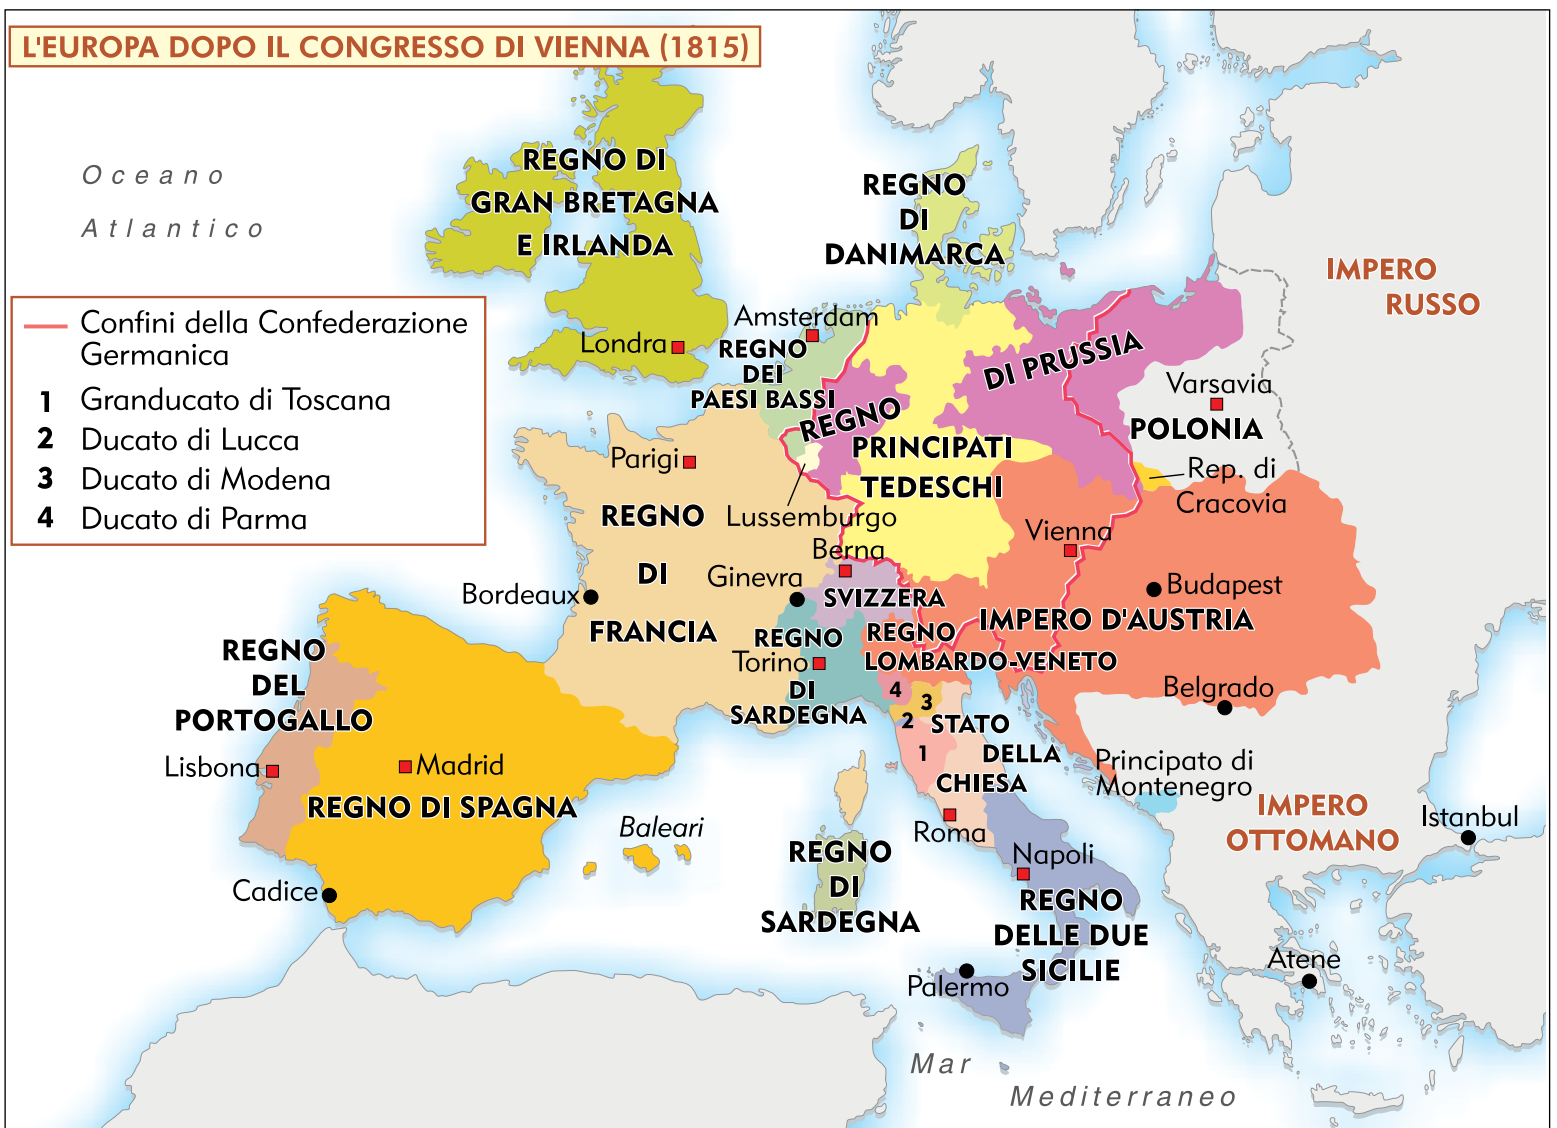 L'EUROPA DOPO IL CONGRESSO DI VIENNA (1815)
Oceano
Atlantico
Confini della Confederazione
Germanica
1 Granducato di Toscana
2 Ducato di Lucca
3 Ducato di Modena
4 Ducato di Parma
REGNO DI
GRAN BRETAGNA
E IRLANDA
Londra
REGNO
DI
DANIMARCA
IMPERO
RUSSO
Amsterdam
REGNO
DEI
PAESI BASSI
REGNO
DI PRUSSIA
PRINCIPATI
TEDESCHI
Varsavia
POLONIA
Rep. di
Cracovia
Parigi
Lussemburgo
REGNO
DI
FRANCIA
Bordeaux
Berna
Ginevra
SVIZZERA
Vienna
Budapest
IMPERO D'AUSTRIA
REGNO
LOMBARDO-VENETO
REGNO
Torino
DI
SARDEGNA
4
3
2
1
STATO
DELLA
CHIESA
Roma
Belgrado
Principato di
Montenegro
IMPERO
OTTOMANO
Istanbul
Atene
REGNO
DEL
PORTOGALLO
Lisbona
Madrid
REGNO DI SPAGNA
Cadice
Baleari
REGNO
DI
SARDEGNA
Napoli
REGNO
DELLE DUE
SICILIE
Palermo
Mar
Mediterraneo